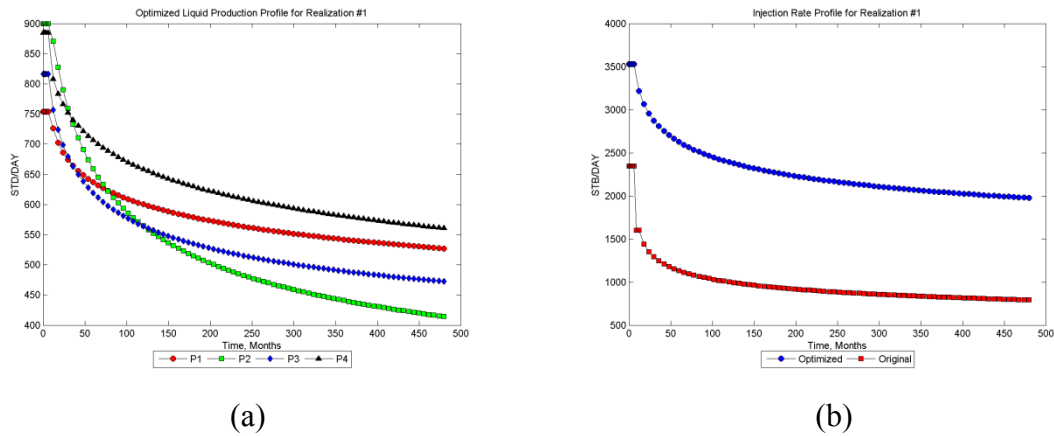 Optimized Liquid Production Profile for Realization #1
900
850
800
750
700
650
600
550
500
450
400
STD/DAY
0 50 100 150 200 250 300 350 400 450 500
Time, Months
P1 P2 P3 P4
(a)
Injection Rate Profile for Realization #1
4000
3500
3000
2500
2000
1500
1000
500
STB/DAY
0 50 100 150 200 250 300 350 400 450 500
Time, Months
Optimized Original
(b)